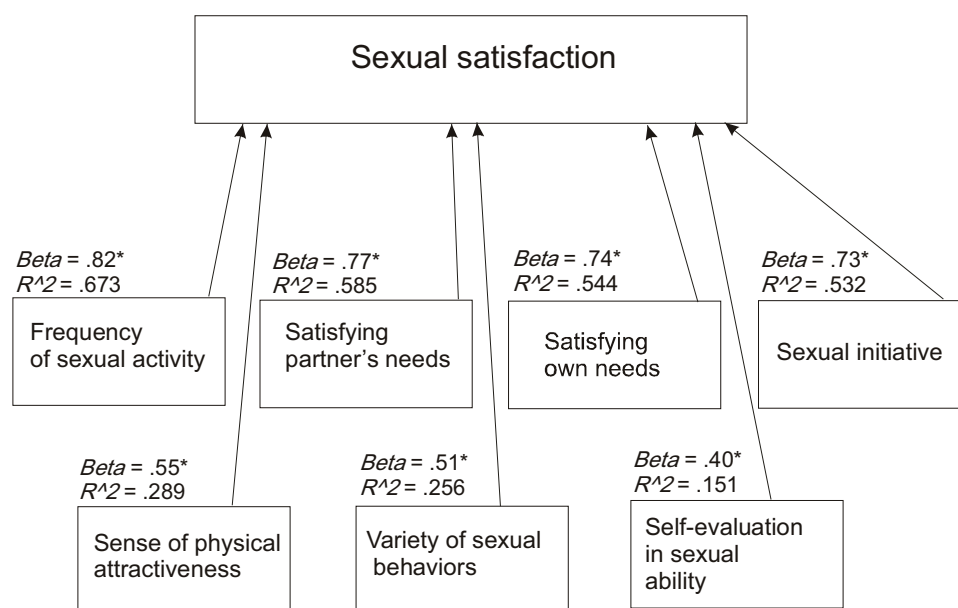 Sexual satisfaction
Beta = .82*
R^2 = .673
Frequency
of sexual activity
Beta = .77*
R^2 = .585
Satisfying
partner's needs
Beta = .74*
R^2 = .544
Satisfying
own needs
Beta = .73*
R^2 = .532
Sexual initiative
Beta = .55*
R^2 = .289
Sense of physical
attractiveness
Beta = .51*
R^2 = .256
Variety of sexual
behaviors
Beta = .40*
R^2 = .151
Self-evaluation
in sexual
ability